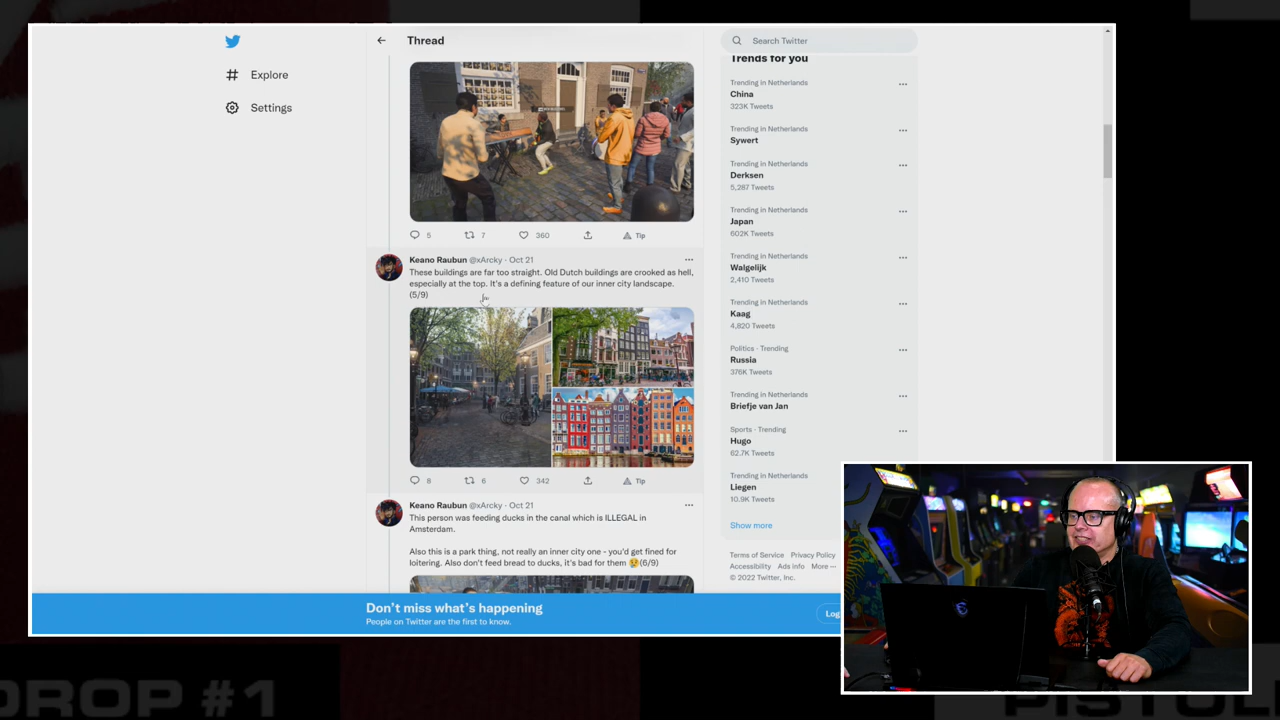 Thread
Search Twitter
Explore
Settings
5
7
360
Tip
Keano Raubun @xArcky · Oct 21
These buildings are far too straight. Old Dutch buildings are crooked as hell,
especially at the top. It's a defining feature of our inner city landscape.
(5/9)
8
6
342
Tip
Keano Raubun @xArcky · Oct 21
This person was feeding ducks in the canal which is ILLEGAL in
Amsterdam.
Also this is a park thing, not really an inner city one - you'd get fined for
loitering. Also don't feed bread to ducks, it's bad for them 😢(6/9)
Trends for you
Trending in Netherlands
China
323K Tweets
Trending in Netherlands
Sywert
Trending in Netherlands
Derksen
5,287 Tweets
Trending in Netherlands
Japan
602K Tweets
Trending in Netherlands
Walgelijk
2,410 Tweets
Trending in Netherlands
Kaag
4,820 Tweets
Politics · Trending
Russia
376K Tweets
Trending in Netherlands
Briefje van Jan
Sports · Trending
Hugo
62.7K Tweets
Trending in Netherlands
Liegen
10.9K Tweets
Show more
Terms of Service Privacy Policy
Accessibility Ads info More ···
© 2022 Twitter, Inc.
Don't miss what's happening
People on Twitter are the first to know.
Log
DROP #1
PISTOL